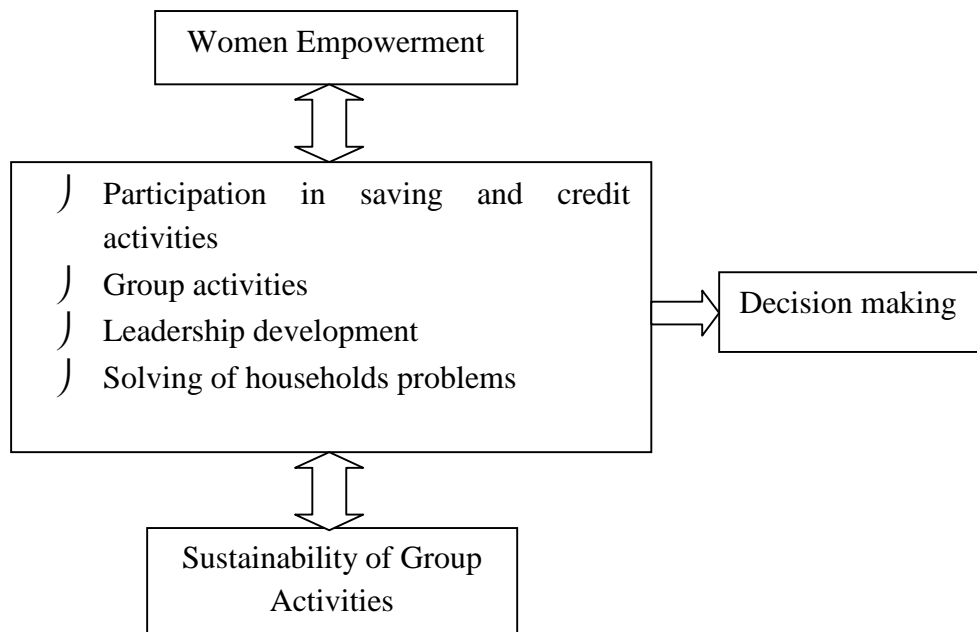 Women Empowerment
Participation in saving and credit
activities
Group activities
Leadership development
Solving of households problems
Decision making
Sustainability of Group
Activities